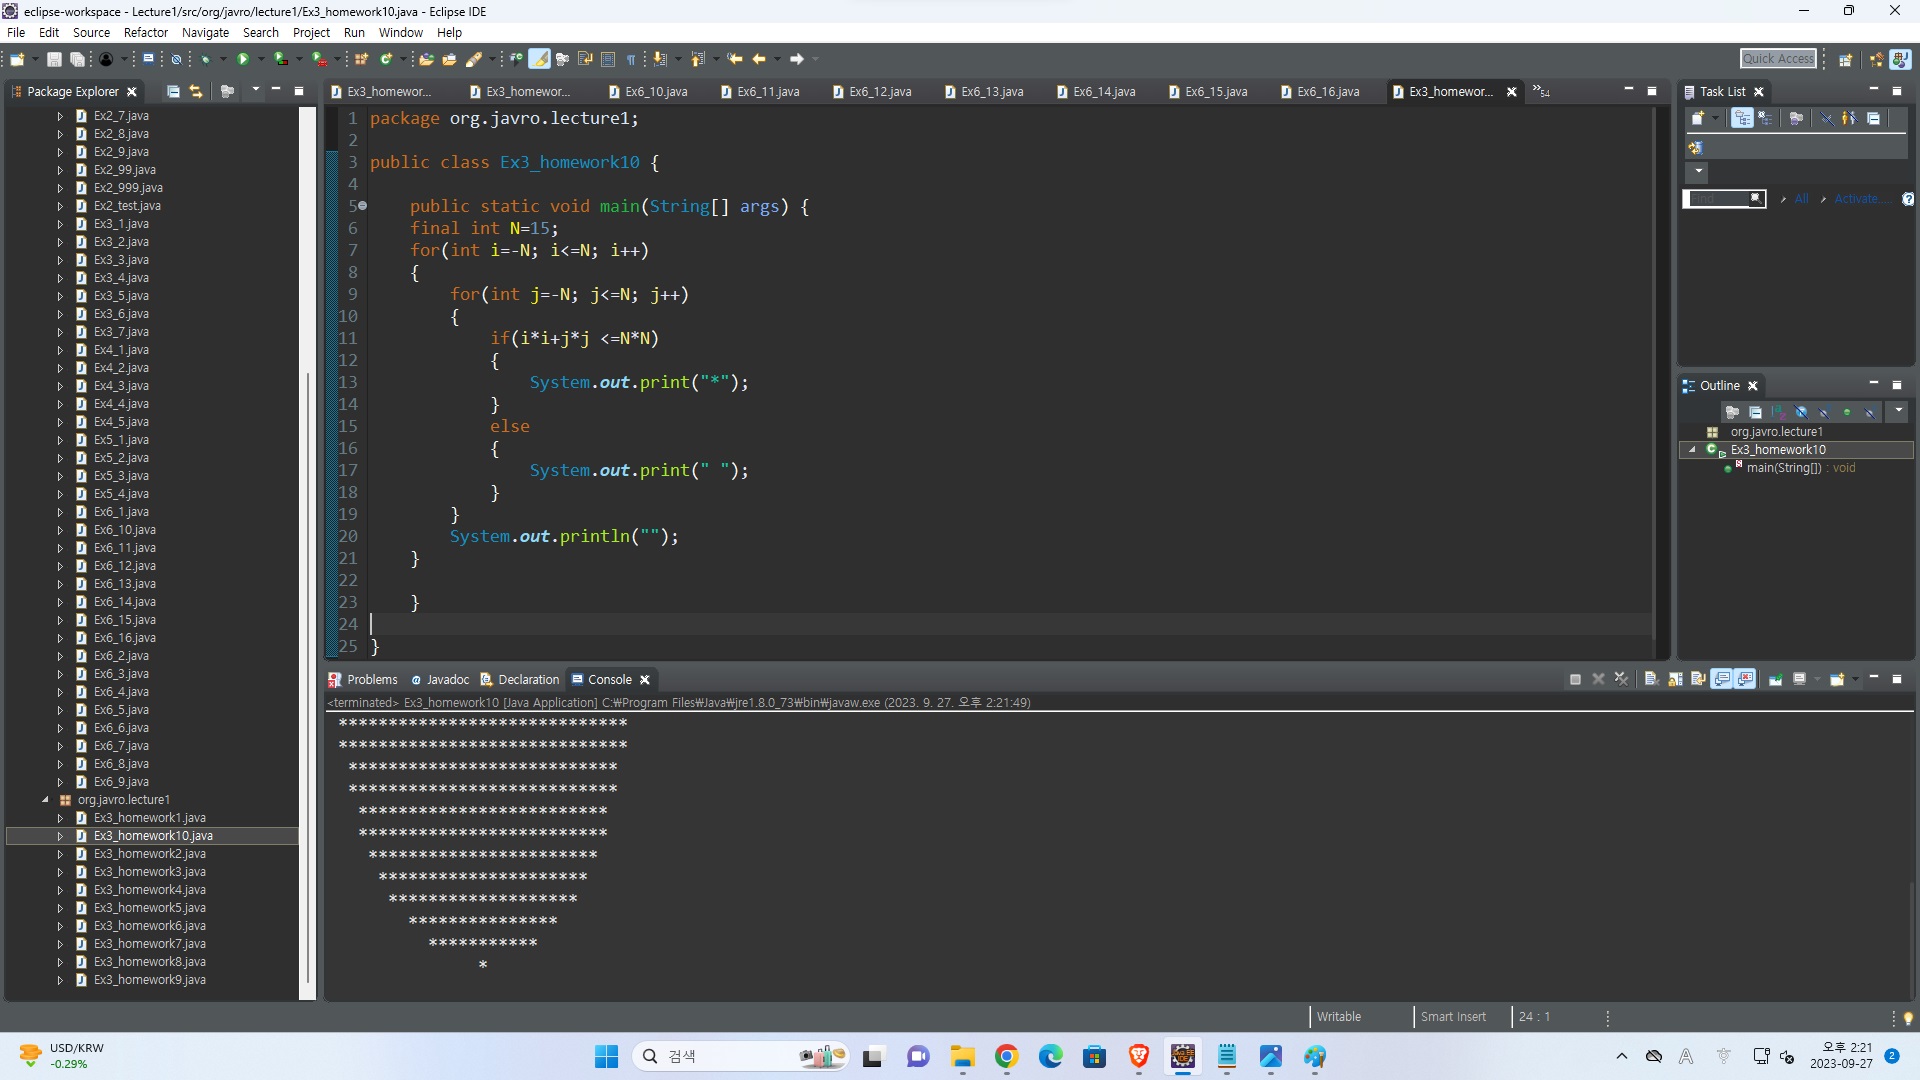 eclipse-workspace - Lecture1/src/org/javro/lecture1/Ex3_homework10.java - Eclipse IDE
File Edit Source Refactor Navigate Search Project Run Window Help
Quick Access
Package Explorer
Ex2_7.java
Ex2_8.java
Ex2_9.java
Ex2_99.java
Ex2_999.java
Ex2_test.java
Ex3_1.java
Ex3_2.java
Ex3_3.java
Ex3_4.java
Ex3_5.java
Ex3_6.java
Ex3_7.java
Ex4_1.java
Ex4_2.java
Ex4_3.java
Ex4_4.java
Ex4_5.java
Ex5_1.java
Ex5_2.java
Ex5_3.java
Ex5_4.java
Ex6_1.java
Ex6_10.java
Ex6_11.java
Ex6_12.java
Ex6_13.java
Ex6_14.java
Ex6_15.java
Ex6_16.java
Ex6_2.java
Ex6_3.java
Ex6_4.java
Ex6_5.java
Ex6_6.java
Ex6_7.java
Ex6_8.java
Ex6_9.java
org.javro.lecture1
Ex3_homework1.java
Ex3_homework10.java
Ex3_homework2.java
Ex3_homework3.java
Ex3_homework4.java
Ex3_homework5.java
Ex3_homework6.java
Ex3_homework7.java
Ex3_homework8.java
Ex3_homework9.java
Ex3_homewor... Ex3_homewor... Ex6_10.java Ex6_11.java Ex6_12.java Ex6_13.java Ex6_14.java Ex6_15.java Ex6_16.java Ex3_homewor... »54
1 package org.javro.lecture1;
2
3 public class Ex3_homework10 {
4
5 public static void main(String[] args) {
6 final int N=15;
7 for(int i=-N; i<=N; i++)
8 {
9 for(int j=-N; j<=N; j++)
10 {
11 if(i*i+j*j <=N*N)
12 {
13 System.out.print("*");
14 }
15 else
16 {
17 System.out.print(" ");
18 }
19 }
20 System.out.println("");
21 }
22
23 }
24
25 }
Task List
Find All Activate...
Outline
org.javro.lecture1
Ex3_homework10
main(String[]) : void
Problems Javadoc Declaration Console
<terminated> Ex3_homework10 [Java Application] C:₩Program Files₩Java₩jre1.8.0_73₩bin₩javaw.exe (2023. 9. 27. 오후 2:21:49)
*****************************
*****************************
***************************
***************************
*************************
*************************
***********************
*********************
*******************
***************
***********
*
Writable Smart Insert 24 : 1
USD/KRW
-0.29%
검색
오후 2:21
2023-09-27
2